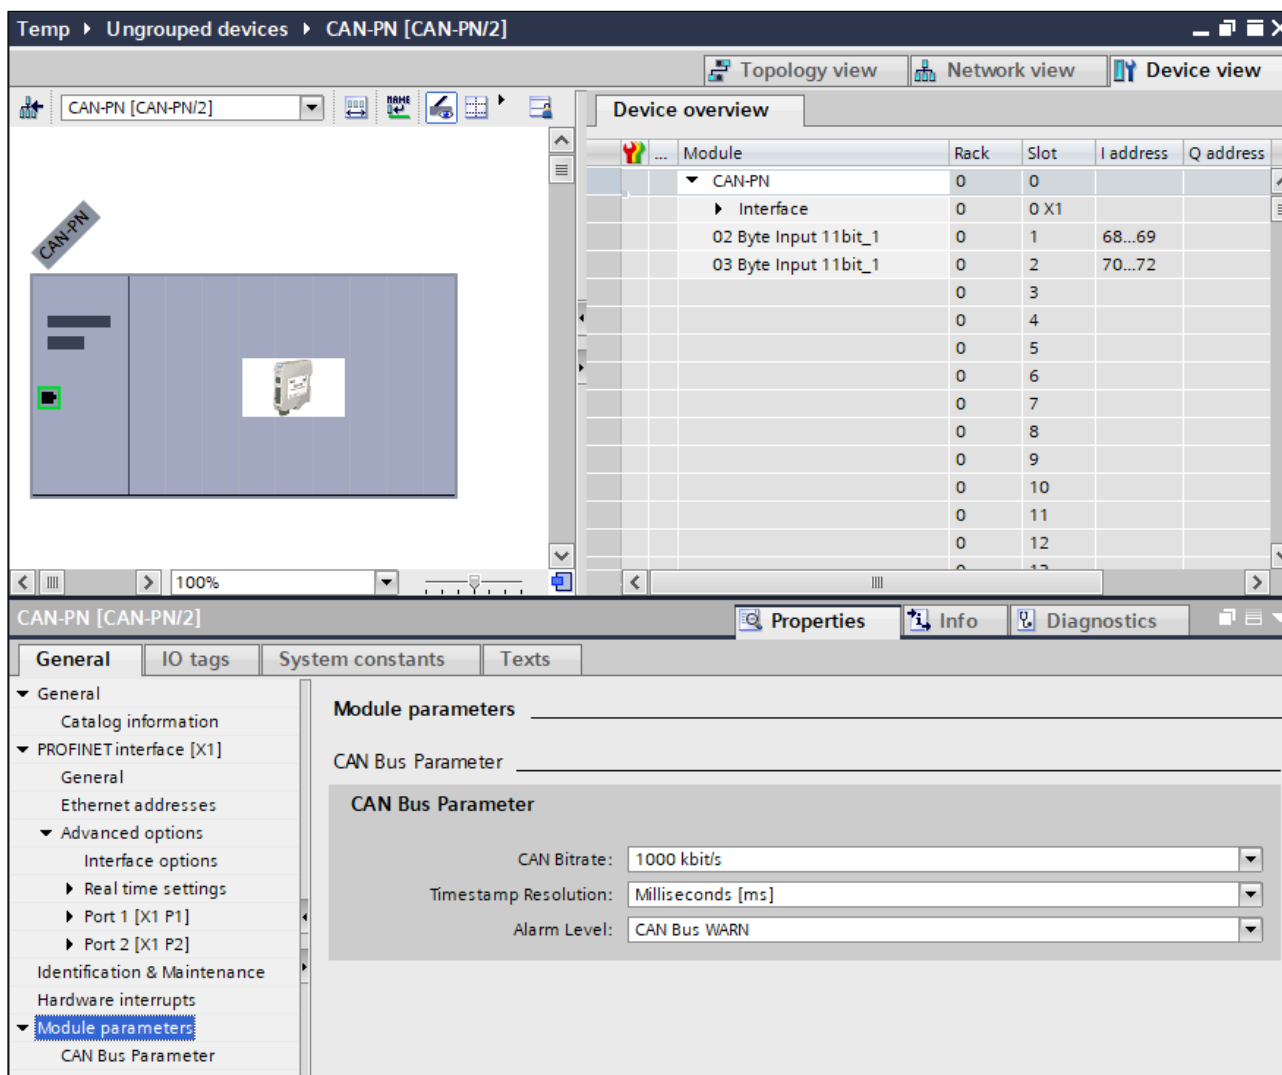 Temp ▸ Ungrouped devices ▸ CAN-PN [CAN-PN/2]
Topology view Network view Device view
CAN-PN [CAN-PN/2] NAME
Device overview
... Module Rack Slot I address Q address
CAN-PN 0 0
Interface 0 0 X1
02 Byte Input 11bit_1 0 1 68...69
03 Byte Input 11bit_1 0 2 70...72
0 3
0 4
0 5
0 6
0 7
0 8
0 9
0 10
0 11
0 12
0 13
CAN-PN
100%
CAN-PN [CAN-PN/2] Properties Info Diagnostics
General IO tags System constants Texts
General
Catalog information
PROFINET interface [X1]
General
Ethernet addresses
Advanced options
Interface options
Real time settings
Port 1 [X1 P1]
Port 2 [X1 P2]
Identification & Maintenance
Hardware interrupts
Module parameters
CAN Bus Parameter
Module parameters
CAN Bus Parameter
CAN Bus Parameter
CAN Bitrate: 1000 kbit/s
Timestamp Resolution: Milliseconds [ms]
Alarm Level: CAN Bus WARN